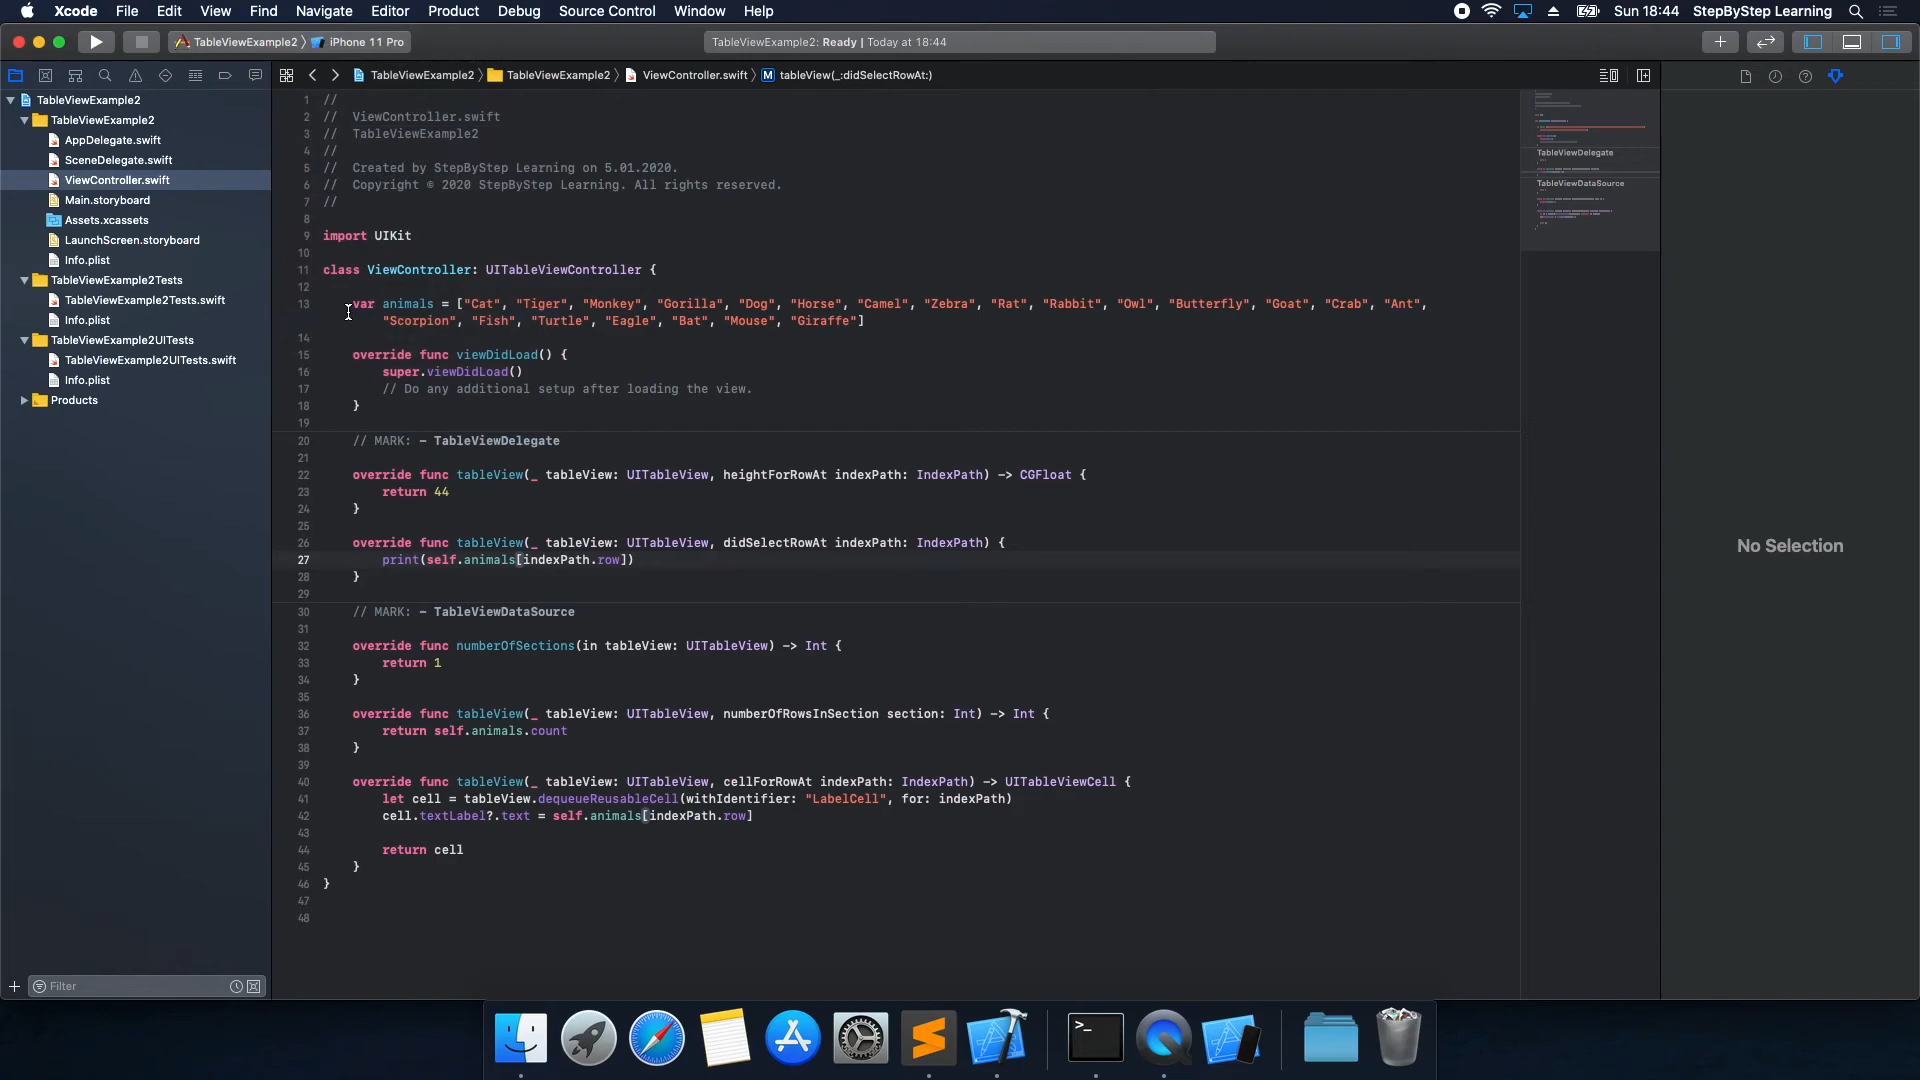 Xcode File Edit View Find Navigate Editor Product Debug Source Control Window Help Sun 18:44 StepByStep Learning
TableViewExample2 iPhone 11 Pro TableViewExample2: Ready | Today at 18:44
TableViewExample2 TableViewExample2 ViewController.swift M tableView(_:didSelectRowAt:)
TableViewExample2
TableViewExample2
AppDelegate.swift
SceneDelegate.swift
ViewController.swift
Main.storyboard
Assets.xcassets
LaunchScreen.storyboard
Info.plist
TableViewExample2Tests
TableViewExample2Tests.swift
Info.plist
TableViewExample2UITests
TableViewExample2UITests.swift
Info.plist
Products
Filter
1 //
2 // ViewController.swift
3 // TableViewExample2
4 //
5 // Created by StepByStep Learning on 5.01.2020.
6 // Copyright © 2020 StepByStep Learning. All rights reserved.
7 //
8
9 import UIKit
10
11 class ViewController: UITableViewController {
12
13 var animals = ["Cat", "Tiger", "Monkey", "Gorilla", "Dog", "Horse", "Camel", "Zebra", "Rat", "Rabbit", "Owl", "Butterfly", "Goat", "Crab", "Ant",
"Scorpion", "Fish", "Turtle", "Eagle", "Bat", "Mouse", "Giraffe"]
14
15 override func viewDidLoad() {
16 super.viewDidLoad()
17 // Do any additional setup after loading the view.
18 }
19
20 // MARK: - TableViewDelegate
21
22 override func tableView(_ tableView: UITableView, heightForRowAt indexPath: IndexPath) -> CGFloat {
23 return 44
24 }
25
26 override func tableView(_ tableView: UITableView, didSelectRowAt indexPath: IndexPath) {
27 print(self.animals[indexPath.row])
28 }
29
30 // MARK: - TableViewDataSource
31
32 override func numberOfSections(in tableView: UITableView) -> Int {
33 return 1
34 }
35
36 override func tableView(_ tableView: UITableView, numberOfRowsInSection section: Int) -> Int {
37 return self.animals.count
38 }
39
40 override func tableView(_ tableView: UITableView, cellForRowAt indexPath: IndexPath) -> UITableViewCell {
41 let cell = tableView.dequeueReusableCell(withIdentifier: "LabelCell", for: indexPath)
42 cell.textLabel?.text = self.animals[indexPath.row]
43
44 return cell
45 }
46 }
47
48
TableViewDelegate
TableViewDataSource
No Selection